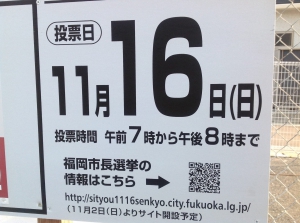 投票日
11月16日(日)
投票時間 午前7時から午後8時まで
福岡市長選挙の
情報はこちら
http://sityou1116senkyo.city.fukuoka.lg.jp/
(11月2日(日)よりサイト開設予定)